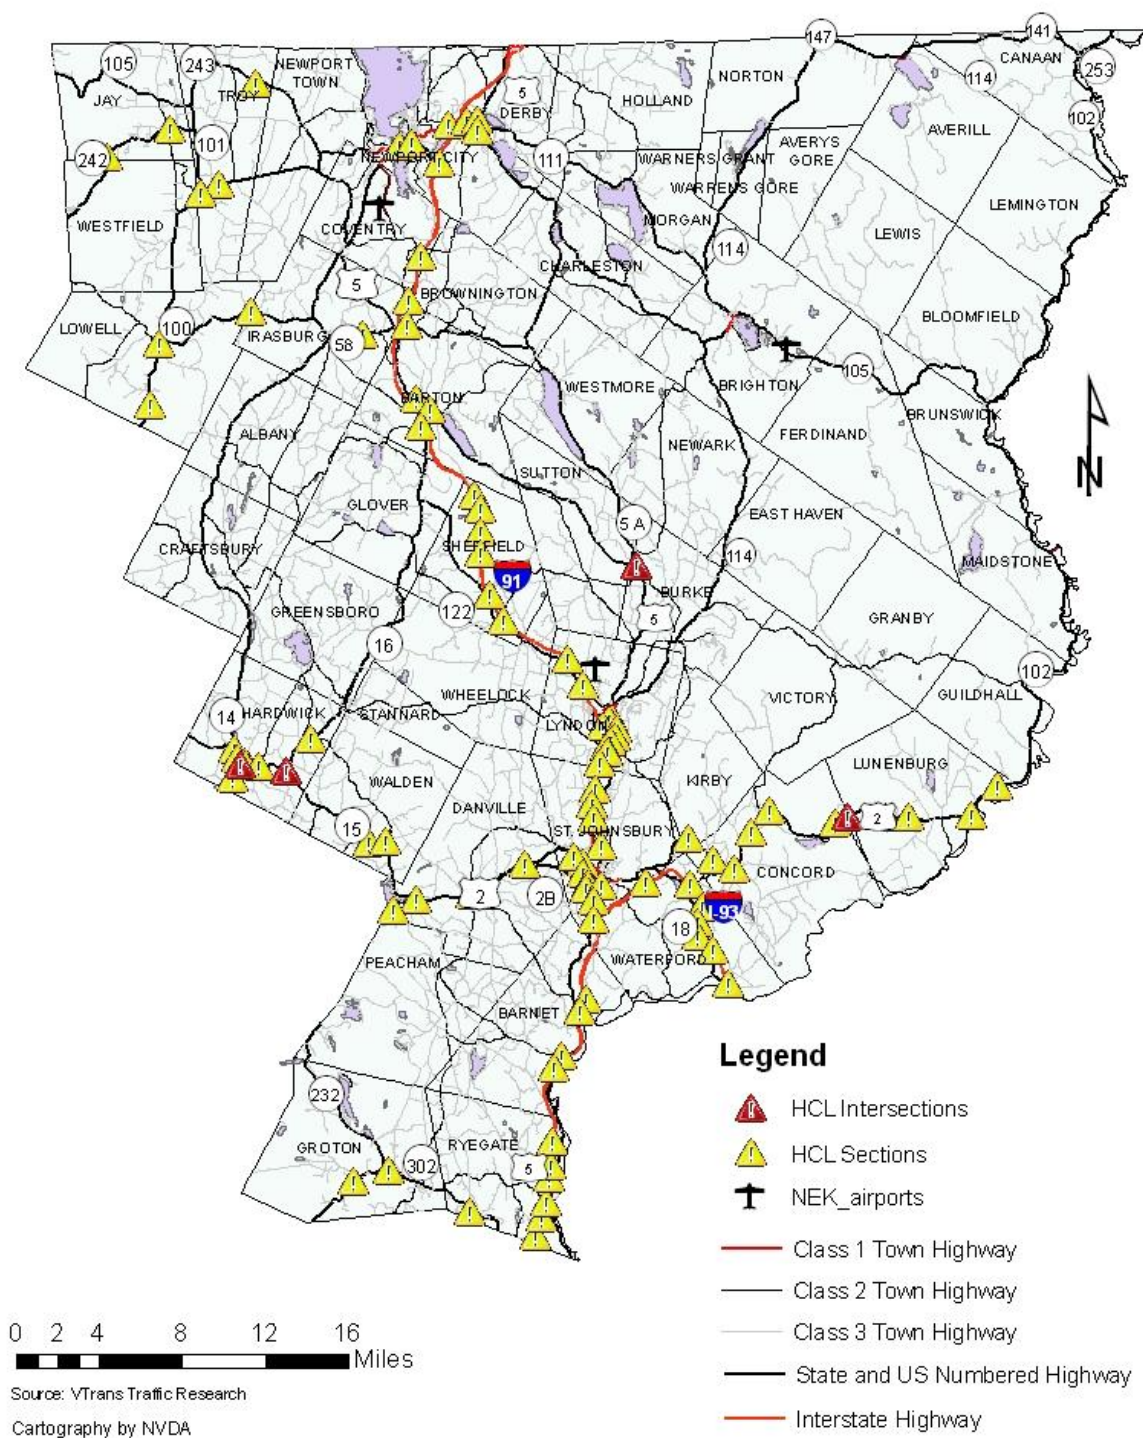 147
141
CANAAN
105
243
NEWPORT
TOWN
5
DERBY
HOLLAND
NORTON
114
253
JAY
TROY
102
AVERILL
242
101
NEWPORT CITY
111
WARNERS GRANT
AVERYS
GORE
WARRENS GORE
LEMINGTON
WESTFIELD
COVENTRY
MORGAN
LEWIS
114
CHARLESTON
5
BROWNINGTON
BLOOMFIELD
LOWELL
100
IRASBURG
58
105
BARTON
WESTMORE
BRIGHTON
BRUNSWICK
ALBANY
NEWARK
FERDINAND
SUTTON
GLOVER
5 A
EAST HAVEN
CRAFTSBURY
SHEFFIELD
114
MAIDSTONE
91
BURKE
GREENSBORO
122
5
GRANBY
16
102
WHEELOCK
VICTORY
GUILDHALL
14
HARDWICK
STANNARD
LYNDON
WALDEN
KIRBY
LUNENBURG
DANVILLE
15
ST. JOHNSBURY
2
CONCORD
2
2B
I-93
18
PEACHAM
WATERFORD
BARNET
Legend
232
HCL Intersections
GROTON
302
RYEGATE
5
HCL Sections
NEK_airports
Class 1 Town Highway
Class 2 Town Highway
Class 3 Town Highway
State and US Numbered Highway
Interstate Highway
N
0 2 4 8 12 16
Miles
Source: VTrans Traffic Research
Cartography by NVDA